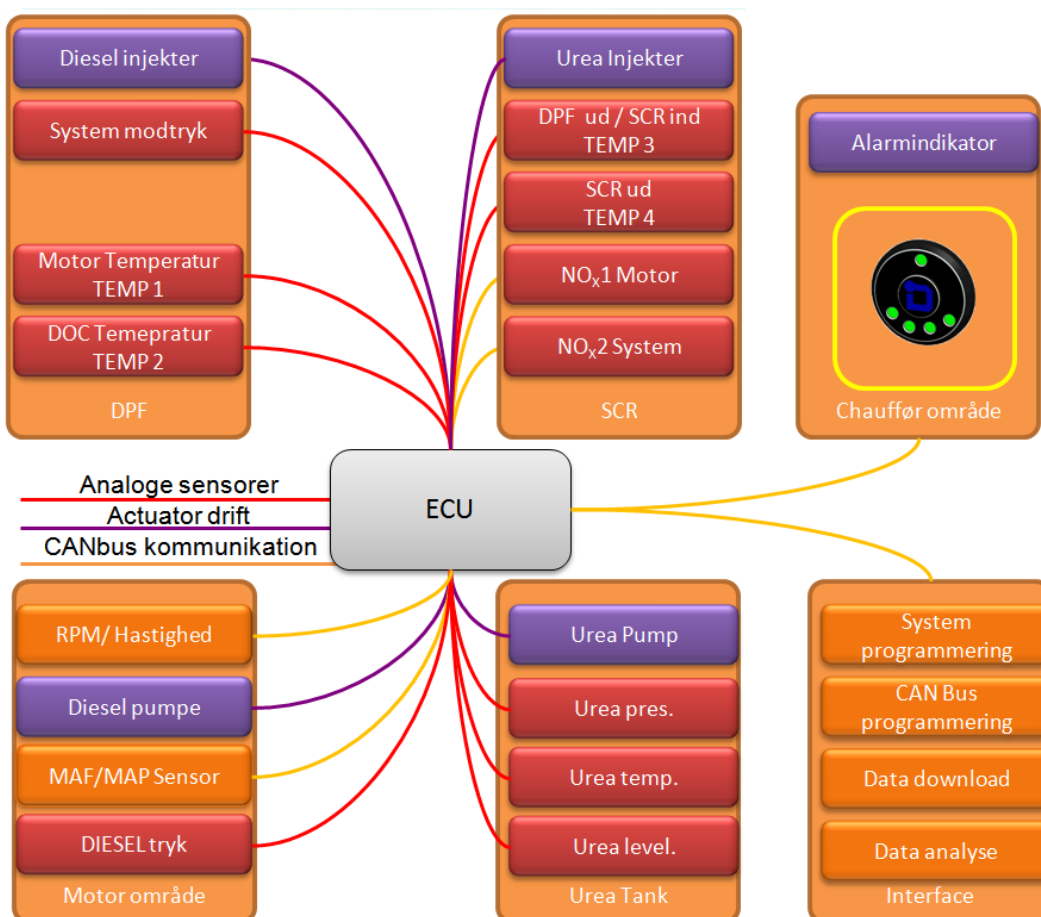 Diesel injekter
System modtryk
Motor Temperatur
TEMP 1
DOC Temepratur
TEMP 2
DPF
Urea Injekter
DPF ud / SCR ind
TEMP 3
SCR ud
TEMP 4
NOx1 Motor
NOx2 System
SCR
Alarmindikator
Chauffør område
Analoge sensorer
Actuator drift
CANbus kommunikation
ECU
RPM/ Hastighed
Diesel pumpe
MAF/MAP Sensor
DIESEL tryk
Motor område
Urea Pump
Urea pres.
Urea temp.
Urea level.
Urea Tank
System
programmering
CAN Bus
programmering
Data download
Data analyse
Interface